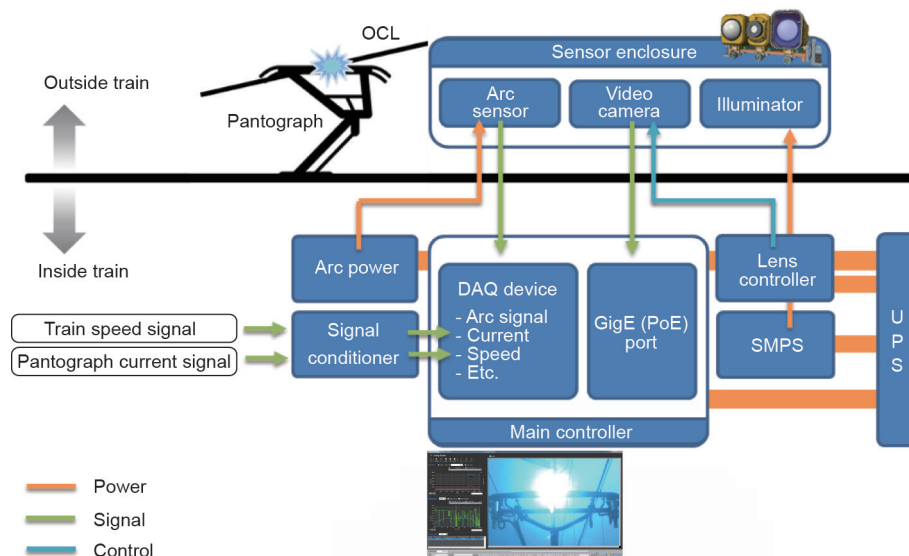 OCL
Sensor enclosure
Outside train
Arc
sensor
Video
camera
Illuminator
Pantograph
Inside train
Arc power
Lens
controller
DAQ device
- Arc signal
- Current
- Speed
- Etc.
GigE (PoE)
port
Train speed signal
Pantograph current signal
Signal
conditioner
SMPS
U
P
S
Main controller
Power
Signal
Control